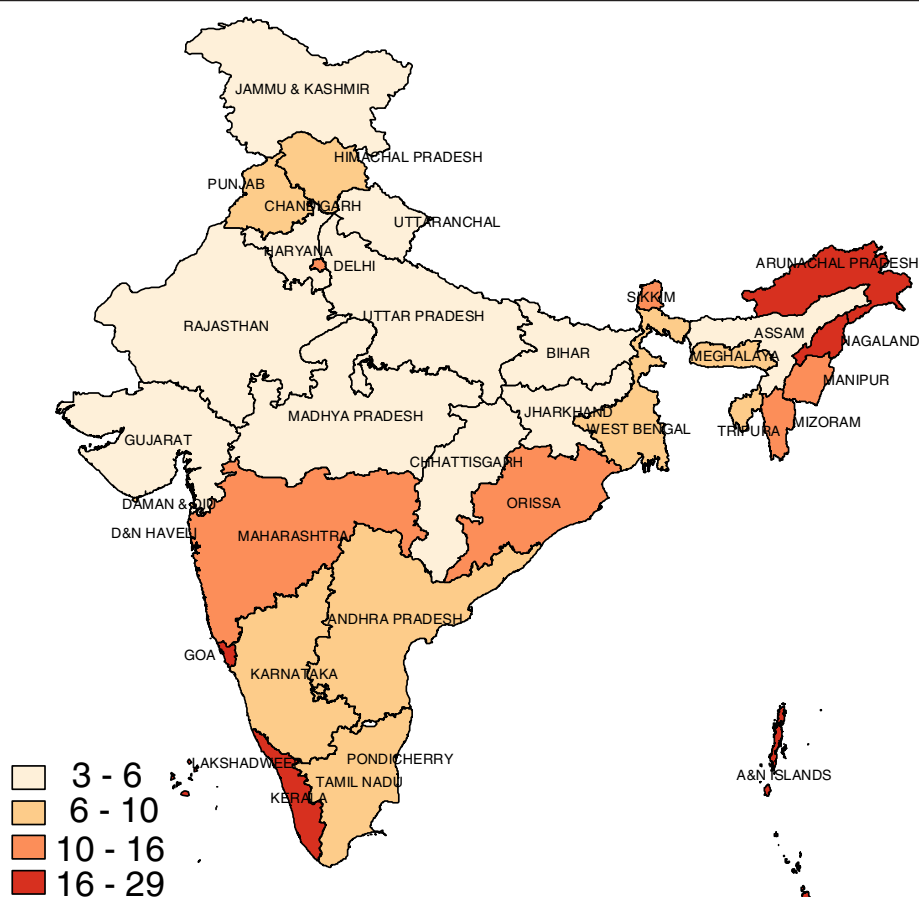 JAMMU & KASHMIR
HIMACHAL PRADESH
PUNJAB
CHANDIGARH
UTTARANCHAL
HARYANA
DELHI
ARUNACHAL PRADESH
SIKKIM
RAJASTHAN
UTTAR PRADESH
ASSAM
NAGALAND
BIHAR
MEGHALAYA
MANIPUR
MADHYA PRADESH
JHARKHAND
WEST BENGAL
TRIPURA
MIZORAM
GUJARAT
CHHATTISGARH
DAMAN & DIU
ORISSA
D&N HAVELI
MAHARASHTRA
ANDHRA PRADESH
GOA
KARNATAKA
LAKSHADWEEP
PONDICHERRY
TAMIL NADU
A&N ISLANDS
KERALA
3 - 6
6 - 10
10 - 16
16 - 29